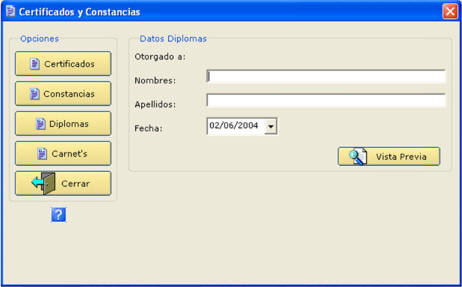 Certificados y Constancias
Opciones
Certificados
Constancias
Diplomas
Carnet's
Cerrar
?
Datos Diplomas
Otorgado a:
Nombres:
Apellidos:
Fecha: 02/06/2004
Vista Previa